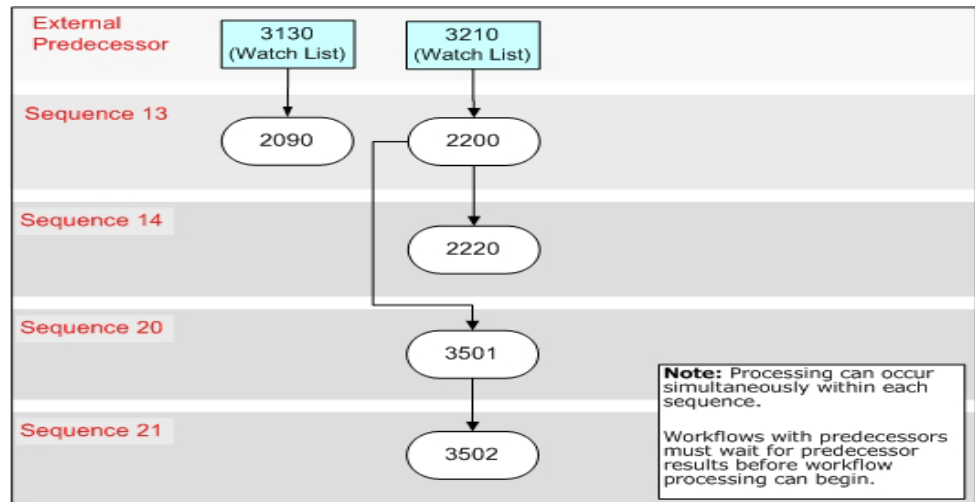 External
Predecessor
3130
(Watch List)
3210
(Watch List)
Sequence 13
2090
2200
Sequence 14
2220
Sequence 20
3501
Note: Processing can occur
simultaneously within each
sequence.
Workflows with predecessors
must wait for predecessor
results before workflow
processing can begin.
Sequence 21
3502